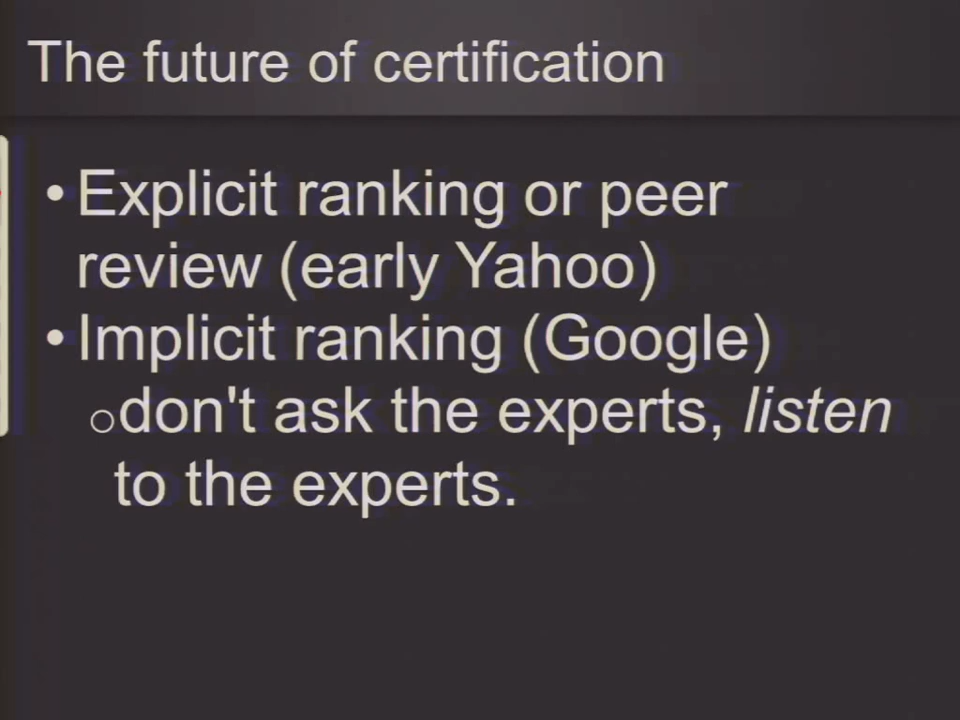 The future of certification
• Explicit ranking or peer
review (early Yahoo)
• Implicit ranking (Google)
○don't ask the experts, listen
to the experts.